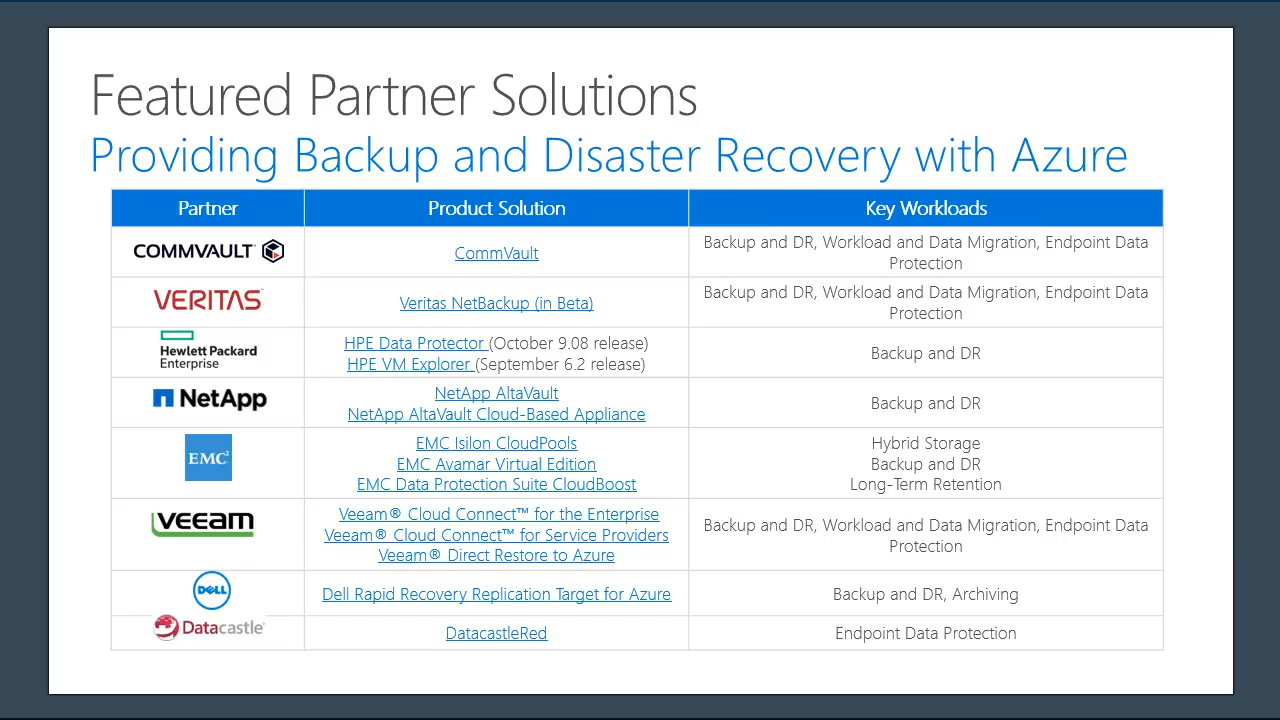 Featured Partner Solutions
Providing Backup and Disaster Recovery with Azure
Partner
Product Solution
Key Workloads
COMMVAULT
CommVault
Backup and DR, Workload and Data Migration, Endpoint Data
Protection
VERITAS
Veritas NetBackup (in Beta)
Backup and DR, Workload and Data Migration, Endpoint Data
Protection
Hewlett Packard
Enterprise
HPE Data Protector (October 9.08 release)
HPE VM Explorer (September 6.2 release)
Backup and DR
NetApp
NetApp AltaVault
NetApp AltaVault Cloud-Based Appliance
Backup and DR
EMC²
EMC Isilon CloudPools
EMC Avamar Virtual Edition
EMC Data Protection Suite CloudBoost
Hybrid Storage
Backup and DR
Long-Term Retention
veeam
Veeam® Cloud Connect™ for the Enterprise
Veeam® Cloud Connect™ for Service Providers
Veeam® Direct Restore to Azure
Backup and DR, Workload and Data Migration, Endpoint Data
Protection
DELL
Dell Rapid Recovery Replication Target for Azure
Backup and DR, Archiving
Datacastle
DatacastleRed
Endpoint Data Protection